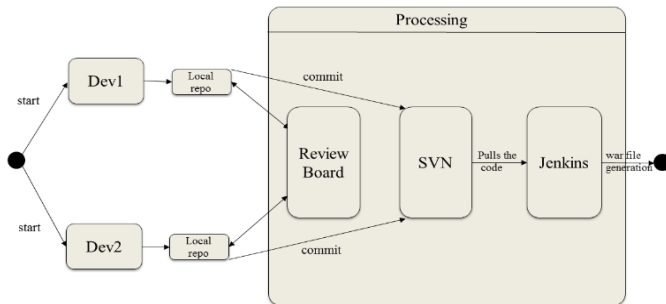 Processing
Dev1
Local
repo
commit
start
Review
Board
SVN
Pulls the
code
Jenkins
war file
generation
start
Dev2
Local
repo
commit